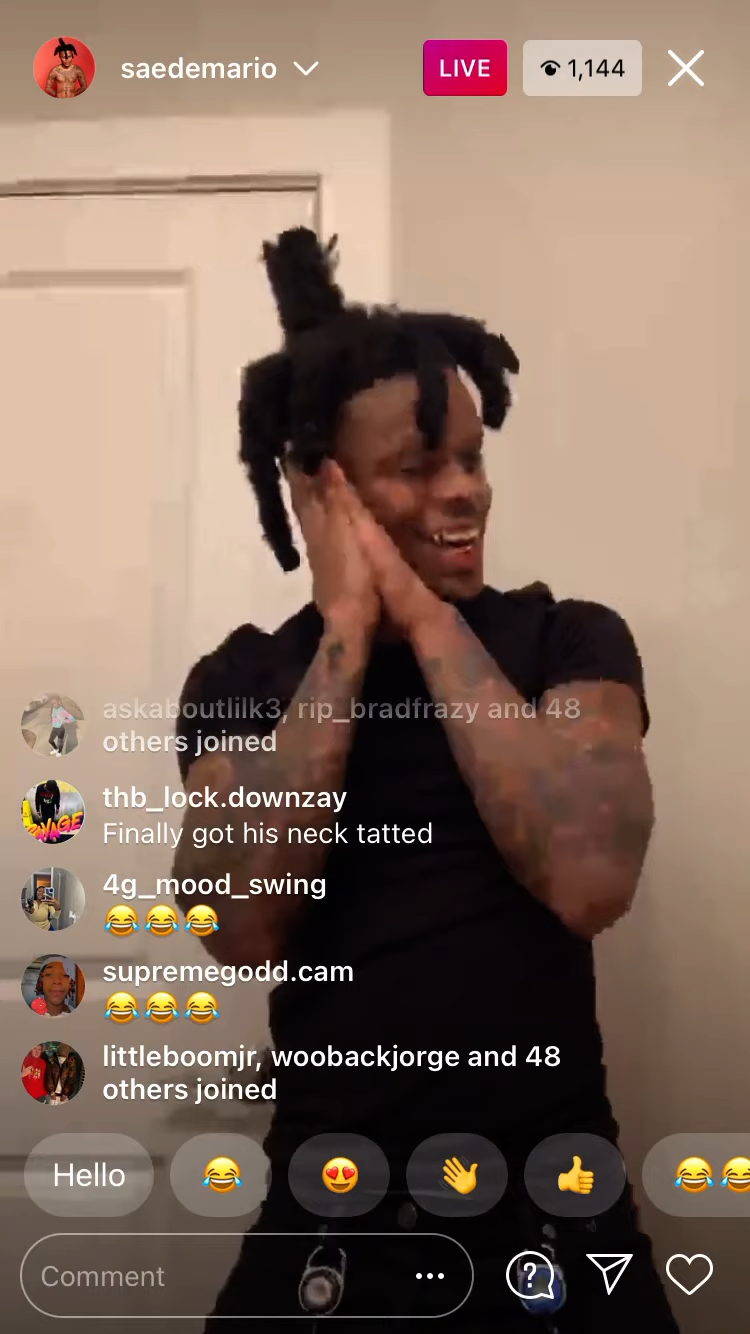 saedemario
LIVE
1,144
askaboutlilk3, rip_bradfrazy and 48
others joined
thb_lock.downzay
Finally got his neck tatted
4g_mood_swing
😂😂😂
supremegodd.cam
😂😂😂
littleboomjr, woobackjorge and 48
others joined
Hello 😂 😍 👋 👍 😂😂
Comment